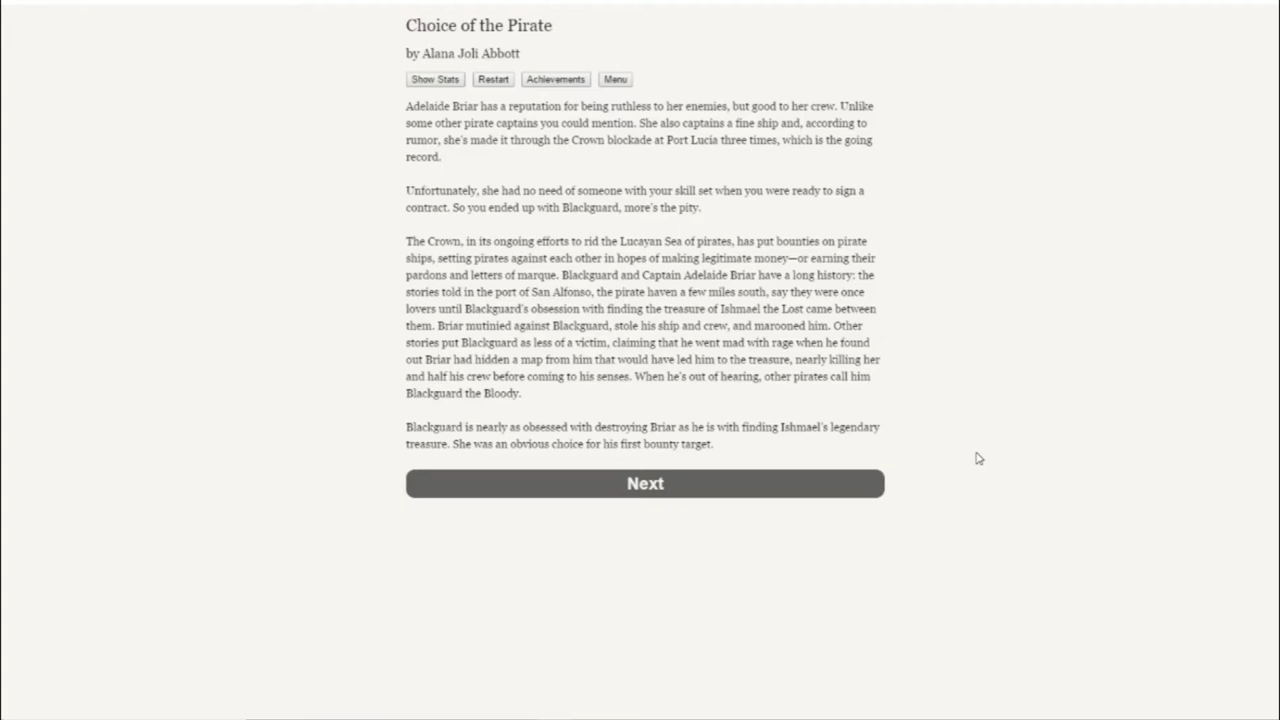 Choice of the Pirate
by Alana Joli Abbott
Show Stats Restart Achievements Menu
Adelaide Briar has a reputation for being ruthless to her enemies, but good to her crew. Unlike
some other pirate captains you could mention. She also captains a fine ship and, according to
rumor, she's made it through the Crown blockade at Port Lucia three times, which is the going
record.
Unfortunately, she had no need of someone with your skill set when you were ready to sign a
contract. So you ended up with Blackguard, more's the pity.
The Crown, in its ongoing efforts to rid the Lucayan Sea of pirates, has put bounties on pirate
ships, setting pirates against each other in hopes of making legitimate money—or earning their
pardons and letters of marque. Blackguard and Captain Adelaide Briar have a long history: the
stories told in the port of San Alfonso, the pirate haven a few miles south, say they were once
lovers until Blackguard's obsession with finding the treasure of Ishmael the Lost came between
them. Briar mutinied against Blackguard, stole his ship and crew, and marooned him. Other
stories put Blackguard as less of a victim, claiming that he went mad with rage when he found
out Briar had hidden a map from him that would have led him to the treasure, nearly killing her
and half his crew before coming to his senses. When he's out of hearing, other pirates call him
Blackguard the Bloody.
Blackguard is nearly as obsessed with destroying Briar as he is with finding Ishmael's legendary
treasure. She was an obvious choice for his first bounty target.
Next